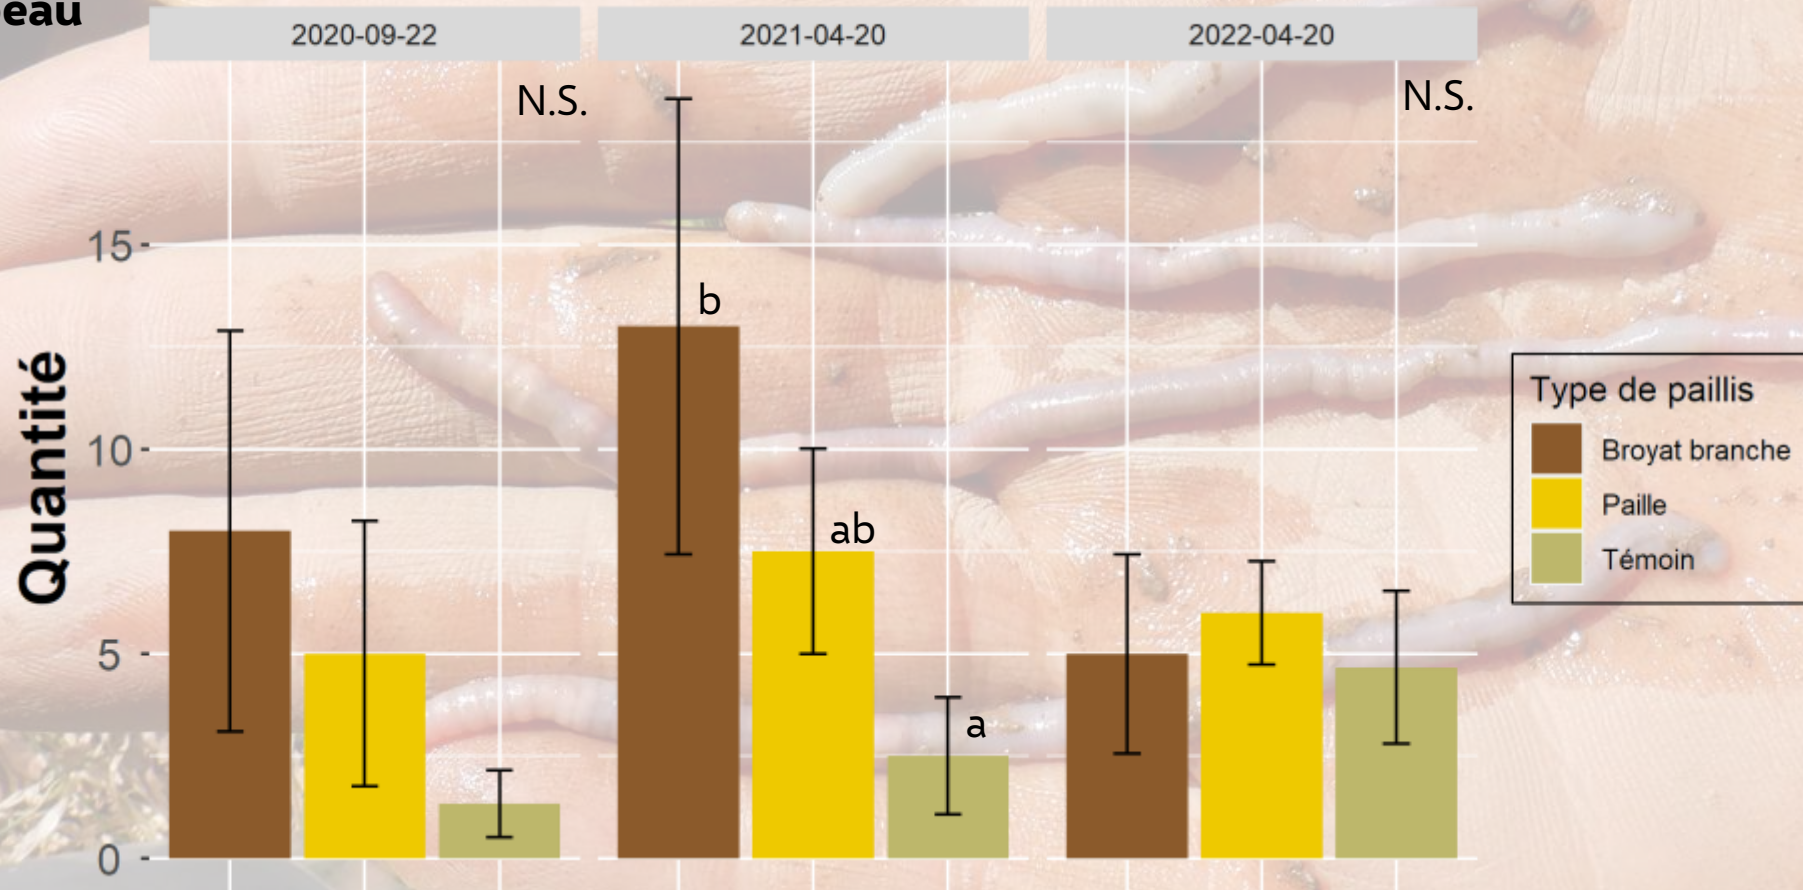 eau
2020-09-22
2021-04-20
2022-04-20
N.S.
N.S.
b
ab
a
Quantité
15
10
5
0
Type de paillis
Broyat branche
Paille
Témoin